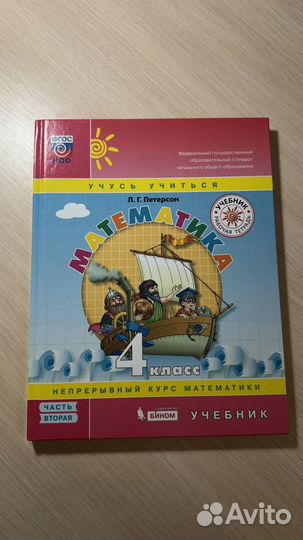 ФГОС
НОО
Федеральный государственный
образовательный стандарт
начального общего образования
УЧУСЬ УЧИТЬСЯ
Л. Г. Петерсон
МАТЕМАТИКА
УЧЕБНИК
РАБОЧАЯ ТЕТРАДЬ
4 класс
НЕПРЕРЫВНЫЙ КУРС МАТЕМАТИКИ
ЧАСТЬ
ВТОРАЯ
БИНОМ
УЧЕБНИК
Avito